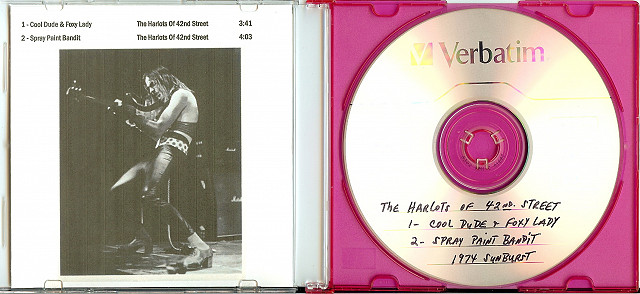 1 - Cool Dude & Foxy Lady The Harlots Of 42nd Street 3:41
2 - Spray Paint Bandit The Harlots Of 42nd Street 4:03
Verbatim
THE HARLOTS OF 42ND. STREET
1- COOL DUDE & FOXY LADY
2- SPRAY PAINT BANDIT
1974 SUNBURST